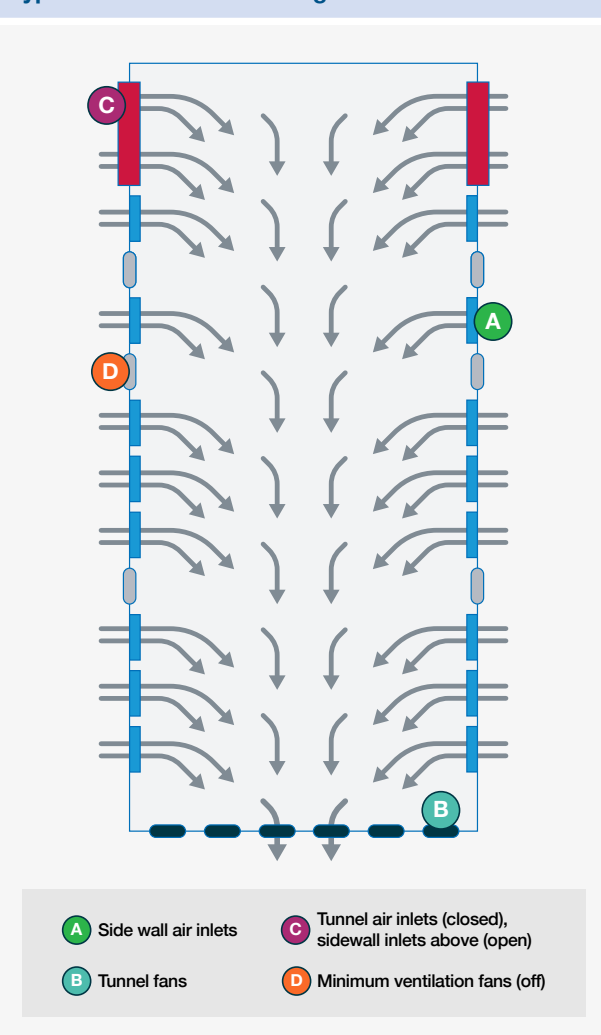 C
A
D
B
A Side wall air inlets
C Tunnel air inlets (closed),
sidewall inlets above (open)
B Tunnel fans
D Minimum ventilation fans (off)